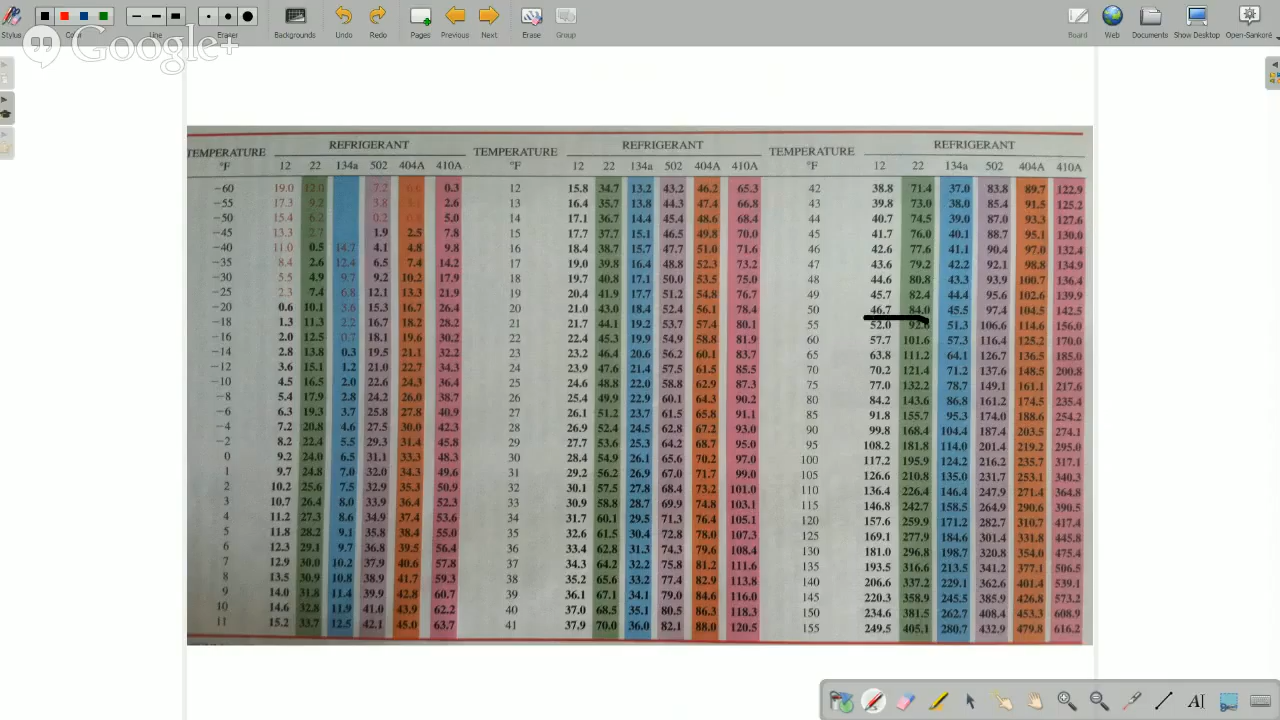 Stylus Color Line Eraser Backgrounds Undo Redo Pages Previous Next Erase Group Board Web Documents Show Desktop Open-Sankoré
Google+
TEMPERATURE REFRIGERANT TEMPERATURE REFRIGERANT TEMPERATURE REFRIGERANT
°F 12 22 134a 502 404A 410A °F 12 22 134a 502 404A 410A °F 12 22 134a 502 404A 410A
−60 19.0 12.0 7.2 0.3 12 15.8 34.7 13.2 43.2 46.2 65.3 42 38.8 71.4 37.0 83.8 89.7 122.9
−55 17.3 9.2 3.8 2.6 13 16.4 35.7 13.8 44.3 47.4 66.8 43 39.8 73.0 38.0 85.4 91.5 125.2
−50 15.4 6.2 0.2 5.0 14 17.1 36.7 14.4 45.4 48.6 68.4 44 40.7 74.5 39.0 87.0 93.3 127.6
−45 13.3 2.7 1.9 2.5 7.8 15 17.7 37.7 15.1 46.5 49.8 70.0 45 41.7 76.0 40.1 88.7 95.1 130.0
−40 11.0 0.5 14.7 4.1 4.8 9.8 16 18.4 38.7 15.7 47.7 51.0 71.6 46 42.6 77.6 41.1 90.4 97.0 132.4
−35 8.4 2.6 12.4 6.5 7.4 14.2 17 19.0 39.8 16.4 48.8 52.3 73.2 47 43.6 79.2 42.2 92.1 98.8 134.9
−30 5.5 4.9 9.7 9.2 10.2 17.9 18 19.7 40.8 17.1 50.0 53.5 75.0 48 44.6 80.8 43.3 93.9 100.7 136.4
−25 2.3 7.4 6.8 12.1 13.3 21.9 19 20.4 41.9 17.7 51.2 54.8 76.7 49 45.7 82.4 44.4 95.6 102.6 139.9
−20 0.6 10.1 3.6 15.3 16.7 26.4 20 21.0 43.0 18.4 52.4 56.1 78.4 50 46.7 84.0 45.5 97.4 104.5 142.5
−18 1.3 11.3 2.2 16.7 18.2 28.2 21 21.7 44.1 19.2 53.7 57.4 80.1 55 52.0 92.6 51.3 106.6 114.6 156.0
−16 2.0 12.5 0.7 18.1 19.6 30.2 22 22.4 45.3 19.9 54.9 58.8 81.9 60 57.7 101.6 57.3 116.4 125.2 170.0
−14 2.8 13.8 0.3 19.5 21.1 32.2 23 23.2 46.4 20.6 56.2 60.1 83.7 65 63.8 111.2 64.1 126.7 136.5 185.0
−12 3.6 15.1 1.2 21.0 22.7 34.3 24 23.9 47.6 21.4 57.5 61.5 85.5 70 70.2 121.4 71.2 137.6 148.5 200.8
−10 4.5 16.5 2.0 22.6 24.3 36.4 25 24.6 48.8 22.0 58.8 62.9 87.3 75 77.0 132.2 78.7 149.1 161.1 217.6
−8 5.4 17.9 2.8 24.2 26.0 38.7 26 25.4 49.9 22.9 60.1 64.3 90.2 80 84.2 143.6 86.8 161.2 174.5 235.4
−6 6.3 19.3 3.7 25.8 27.8 40.9 27 26.1 51.2 23.7 61.5 65.8 91.1 85 91.8 155.7 95.3 174.0 188.6 254.2
−4 7.2 20.8 4.6 27.5 30.0 42.3 28 26.9 52.4 24.5 62.8 67.2 93.0 90 99.8 168.4 104.4 187.4 203.5 274.1
−2 8.2 22.4 5.5 29.3 31.4 45.8 29 27.7 53.6 25.3 64.2 68.7 95.0 95 108.2 181.8 114.0 201.4 219.2 295.0
0 9.2 24.0 6.5 31.1 33.3 48.3 30 28.4 54.9 26.1 65.6 70.2 97.0 100 117.2 195.9 124.2 216.2 235.7 317.1
1 9.7 24.8 7.0 32.0 34.3 49.6 31 29.2 56.2 26.9 67.0 71.7 99.0 105 126.6 210.8 135.0 231.7 253.1 340.3
2 10.2 25.6 7.5 32.9 35.3 50.9 32 30.1 57.5 27.8 68.4 73.2 101.0 110 136.4 226.4 146.4 247.9 271.4 364.8
3 10.7 26.4 8.0 33.9 36.4 52.3 33 30.9 58.8 28.7 69.9 74.8 103.1 115 146.8 242.7 158.5 264.9 290.6 390.5
4 11.2 27.3 8.6 34.9 37.4 53.6 34 31.7 60.1 29.5 71.3 76.4 105.1 120 157.6 259.9 171.2 282.7 310.7 417.4
5 11.8 28.2 9.1 35.8 38.4 55.0 35 32.6 61.5 30.4 72.8 78.0 107.3 125 169.1 277.9 184.6 301.4 331.8 445.8
6 12.3 29.1 9.7 36.8 39.5 56.4 36 33.4 62.8 31.3 74.3 79.6 108.4 130 181.0 296.8 198.7 320.8 354.0 475.4
7 12.9 30.0 10.2 37.9 40.6 57.8 37 34.3 64.2 32.2 75.8 81.2 111.6 135 193.5 316.6 213.5 341.2 377.1 506.5
8 13.5 30.9 10.8 38.9 41.7 59.3 38 35.2 65.6 33.2 77.4 82.9 113.8 140 206.6 337.2 229.1 362.6 401.4 539.1
9 14.0 31.8 11.4 39.9 42.8 60.7 39 36.1 67.1 34.1 79.0 84.6 116.0 145 220.3 358.9 245.5 385.9 426.8 573.2
10 14.6 32.8 11.9 41.0 43.9 62.2 40 37.0 68.5 35.1 80.5 86.3 118.3 150 234.6 381.5 262.7 408.4 453.3 608.9
11 15.2 33.7 12.5 42.1 45.0 63.7 41 37.9 70.0 36.0 82.1 88.0 120.5 155 249.5 405.1 280.7 432.9 479.8 616.2